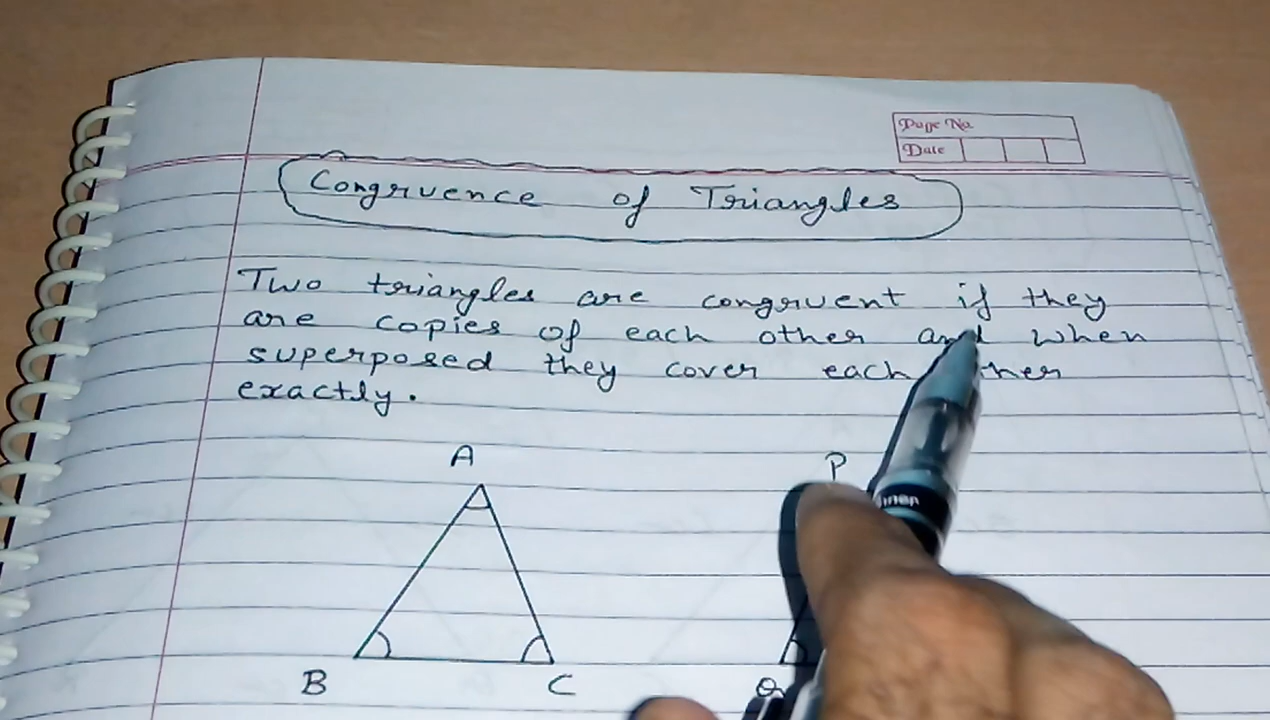 Page No.
Date
Congruence of Triangles
Two triangles are congruent if they
are copies of each other and when
superposed they cover each other
exactly.
A
P
B
C
Q